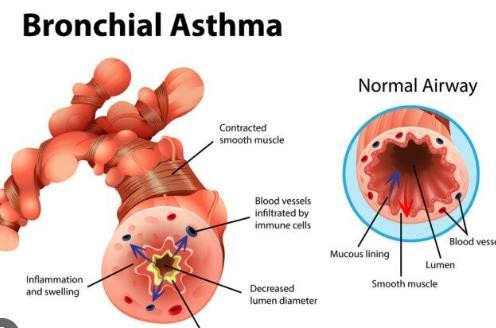 Bronchial Asthma
Normal Airway
Contracted
smooth muscle
Blood vessels
infiltrated by
immune cells
Inflammation
and swelling
Decreased
lumen diameter
Mucous lining
Smooth muscle
Lumen
Blood vesse